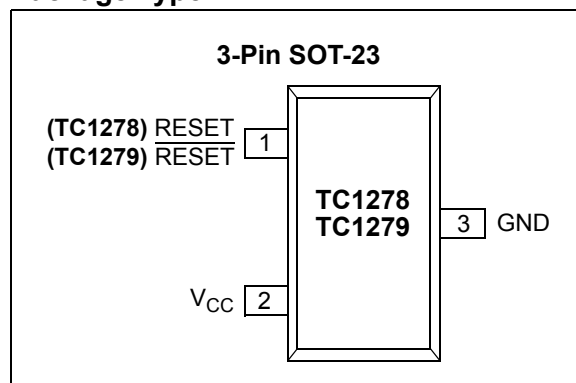 3-Pin SOT-23
(TC1278) RESET
(TC1279) RESET
1
TC1278
TC1279
3 GND
VCC 2